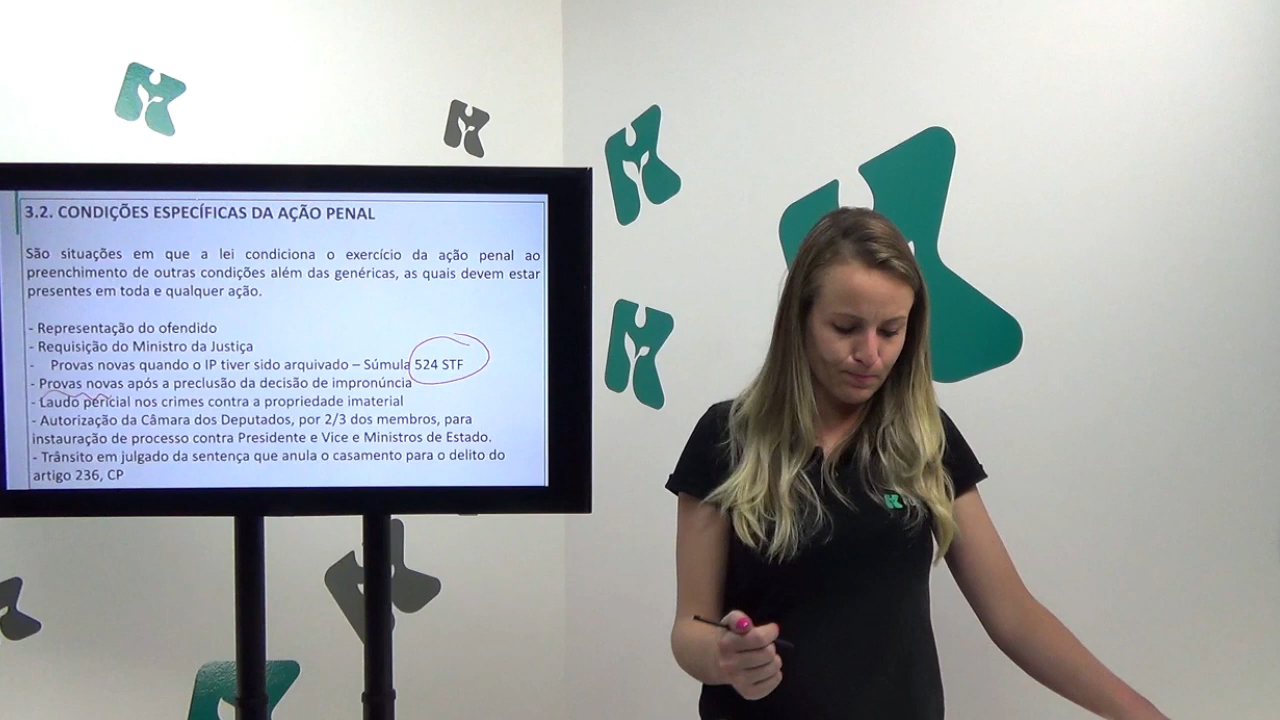 3.2. CONDIÇÕES ESPECÍFICAS DA AÇÃO PENAL
São situações em que a lei condiciona o exercício da ação penal ao
preenchimento de outras condições além das genéricas, as quais devem estar
presentes em toda e qualquer ação.
- Representação do ofendido
- Requisição do Ministro da Justiça
- Provas novas quando o IP tiver sido arquivado – Súmula 524 STF
- Provas novas após a preclusão da decisão de impronúncia
- Laudo pericial nos crimes contra a propriedade imaterial
- Autorização da Câmara dos Deputados, por 2/3 dos membros, para
instauração de processo contra Presidente e Vice e Ministros de Estado.
- Trânsito em julgado da sentença que anula o casamento para o delito do
artigo 236, CP